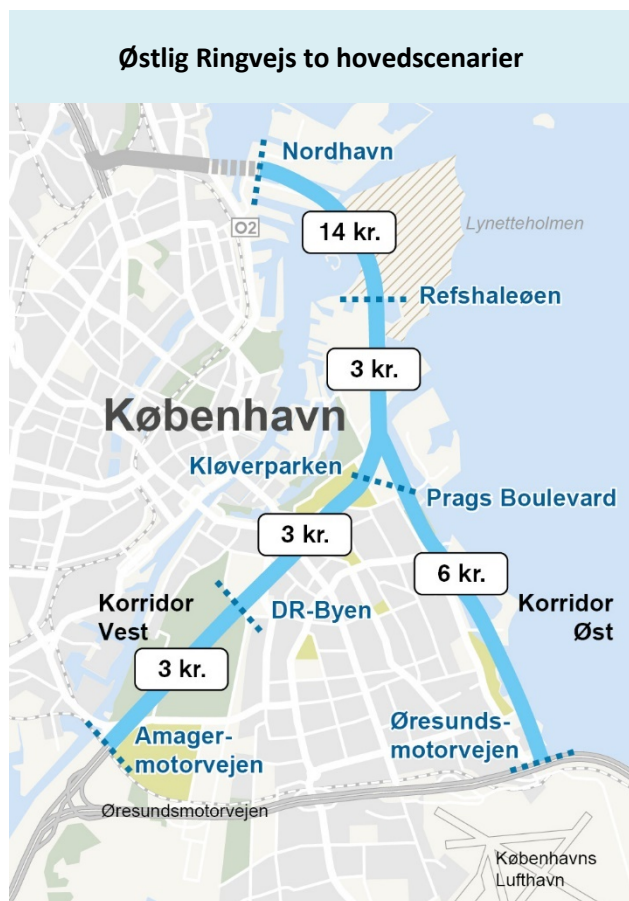 Østlig Ringvejs to hovedscenarier
Nordhavn
O2
14 kr.
Lynetteholmen
Refshaleøen
3 kr.
København
Kløverparken
Prags Boulevard
3 kr.
6 kr.
Korridor
Vest
DR-Byen
Korridor
Øst
3 kr.
Amager-
motorvejen
Øresunds-
motorvejen
Øresundsmotorvejen
Københavns
Lufthavn